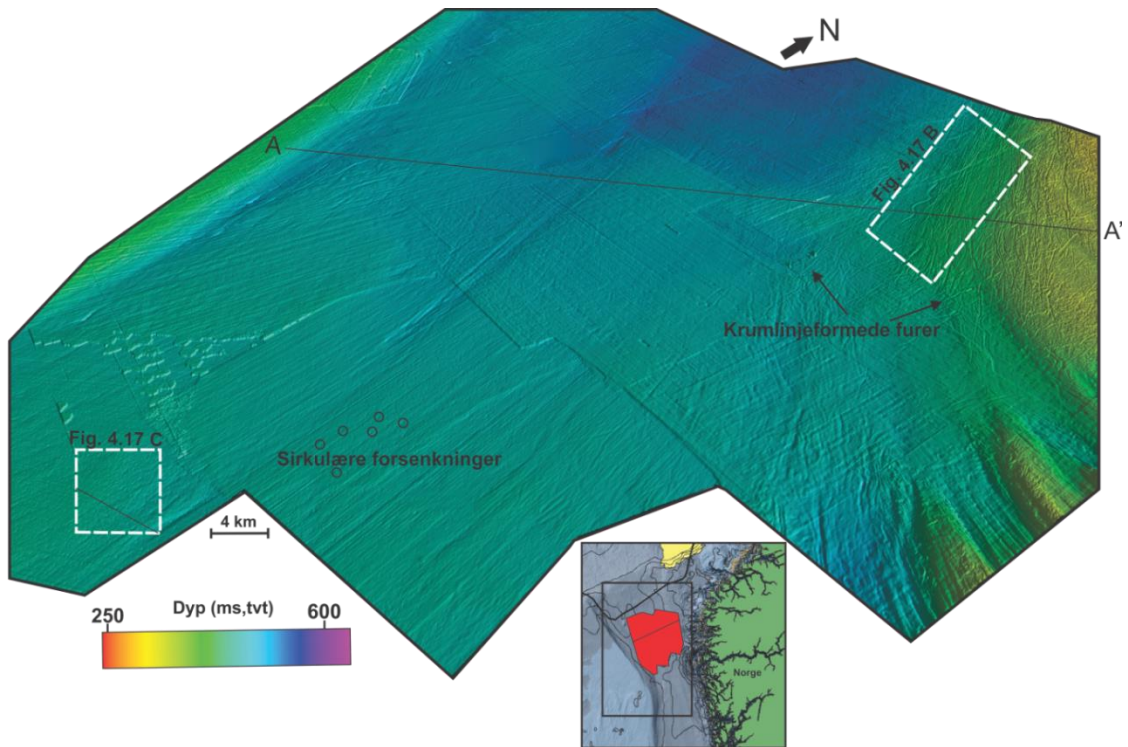 N
A
Fig. 4.17 B
A'
Krumlinjeformede furer
Fig. 4.17 C
Sirkulære forsenkninger
4 km
Dyp (ms,tvt)
250
600
Norge